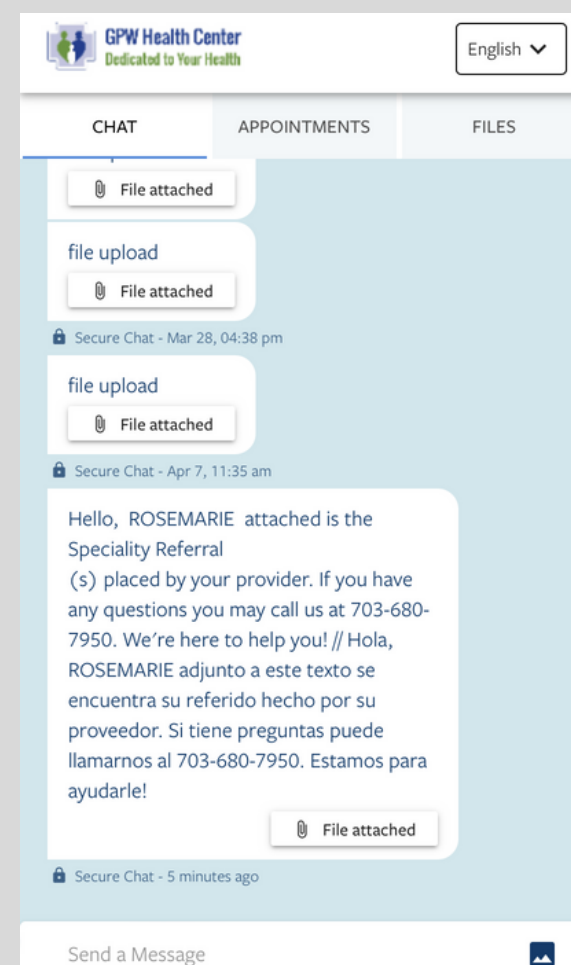 GPW Health Center
Dedicated to Your Health
English
CHAT
APPOINTMENTS
FILES
File attached
file upload
File attached
Secure Chat - Mar 28, 04:38 pm
file upload
File attached
Secure Chat - Apr 7, 11:35 am
Hello,  ROSEMARIE  attached is the
Speciality Referral
(s) placed by your provider. If you have
any questions you may call us at 703-680-
7950. We're here to help you! // Hola,
ROSEMARIE adjunto a este texto se
encuentra su referido hecho por su
proveedor. Si tiene preguntas puede
llamarnos al 703-680-7950. Estamos para
ayudarle!
File attached
Secure Chat - 5 minutes ago
Send a Message